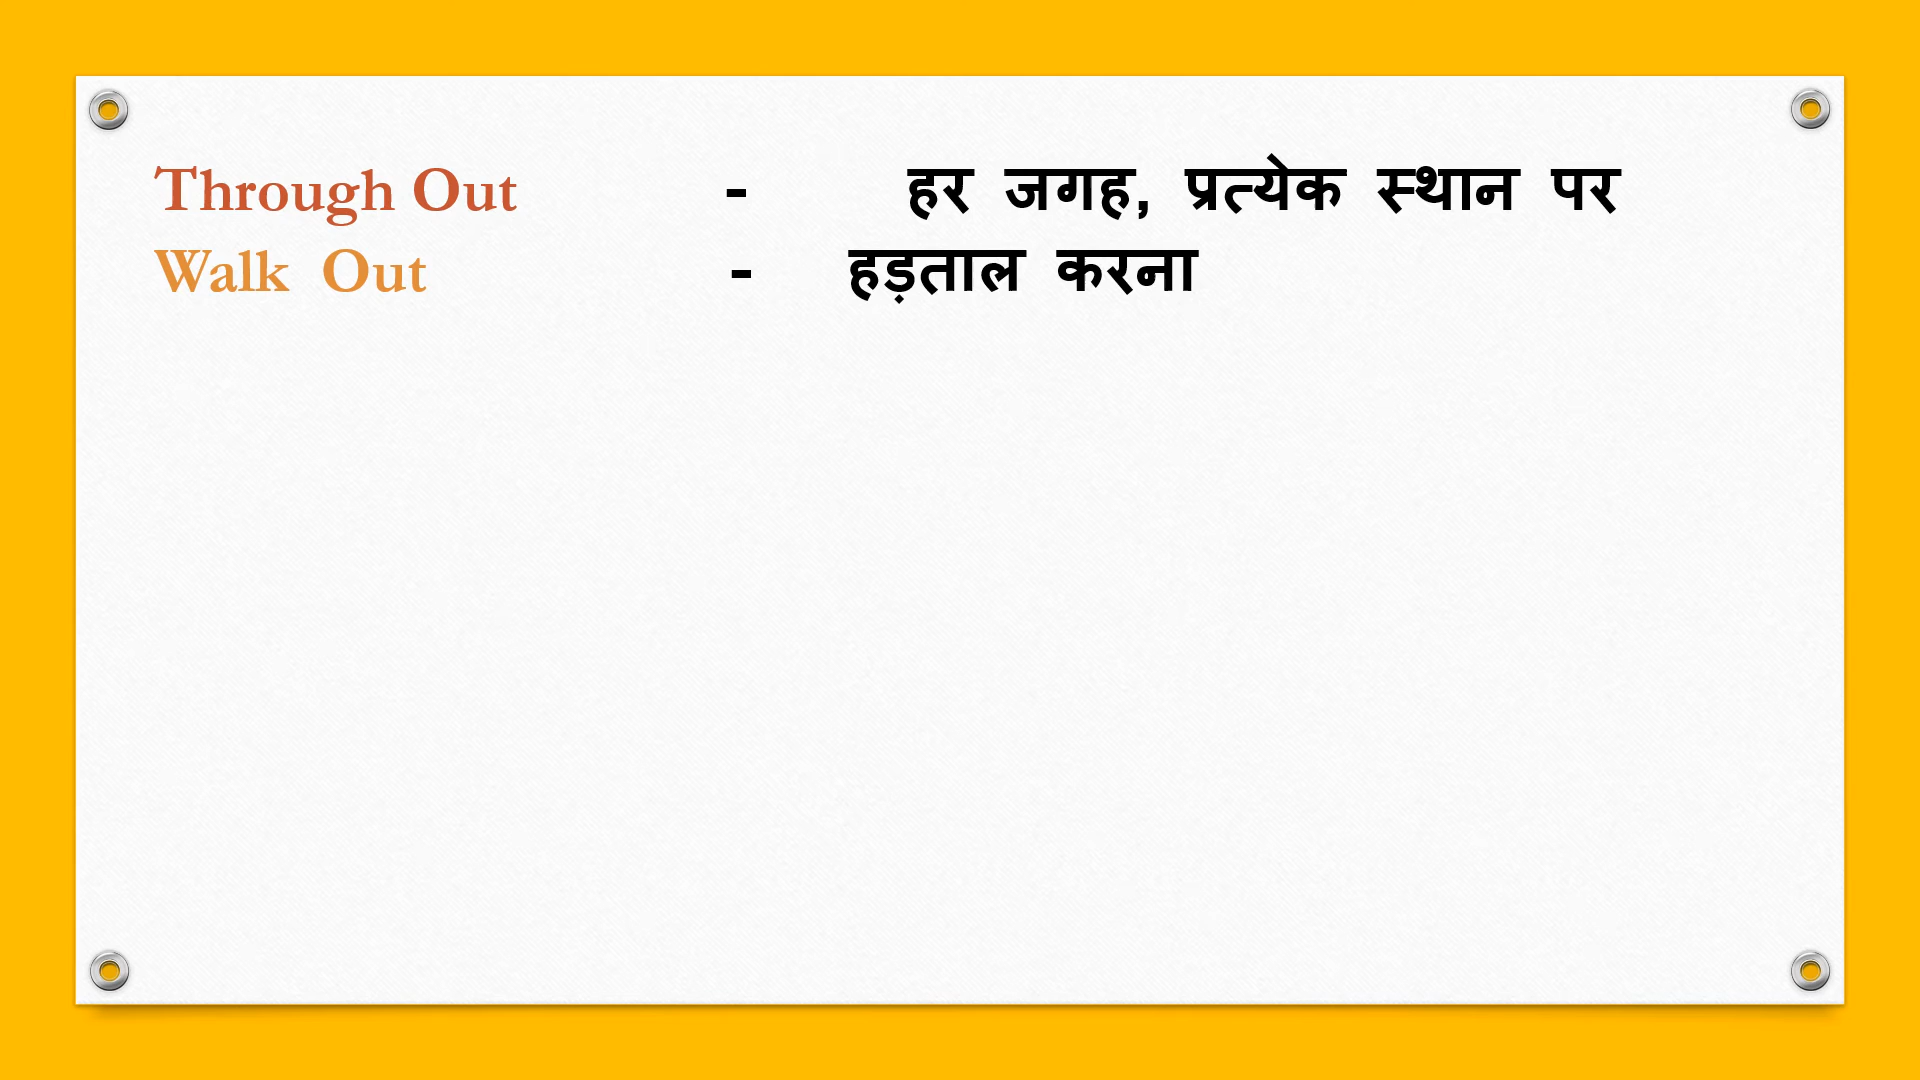 Through Out - हर जगह, प्रत्येक स्थान पर
Walk Out - हड़ताल करना